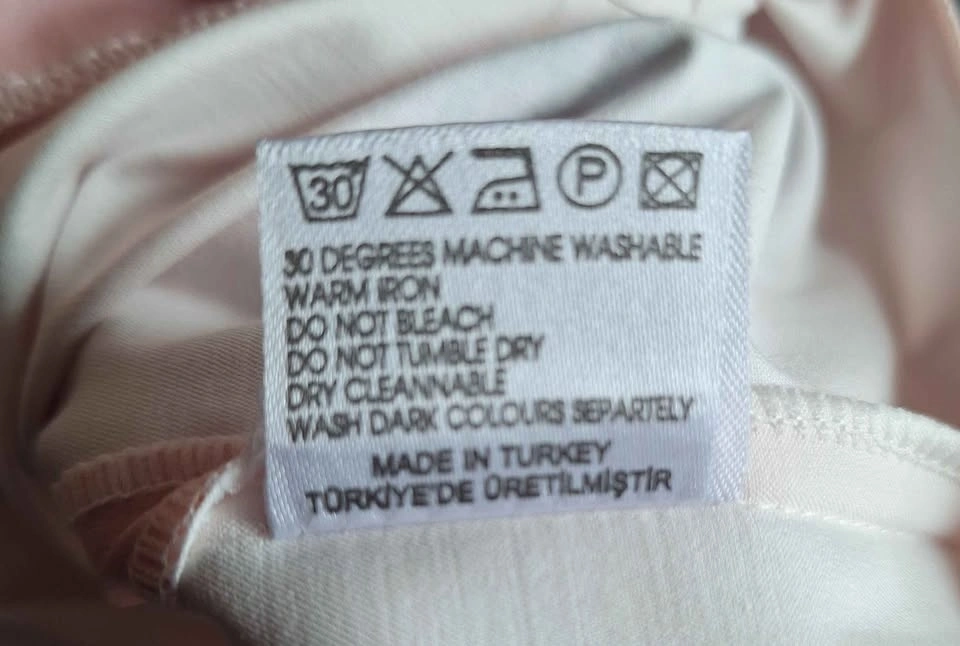 30 P
30 DEGREES MACHINE WASHABLE
WARM IRON
DO NOT BLEACH
DO NOT TUMBLE DRY
DRY CLEANNABLE
WASH DARK COLOURS SEPARTELY
MADE IN TURKEY
TÜRKİYE'DE ÜRETİLMİŞTİR